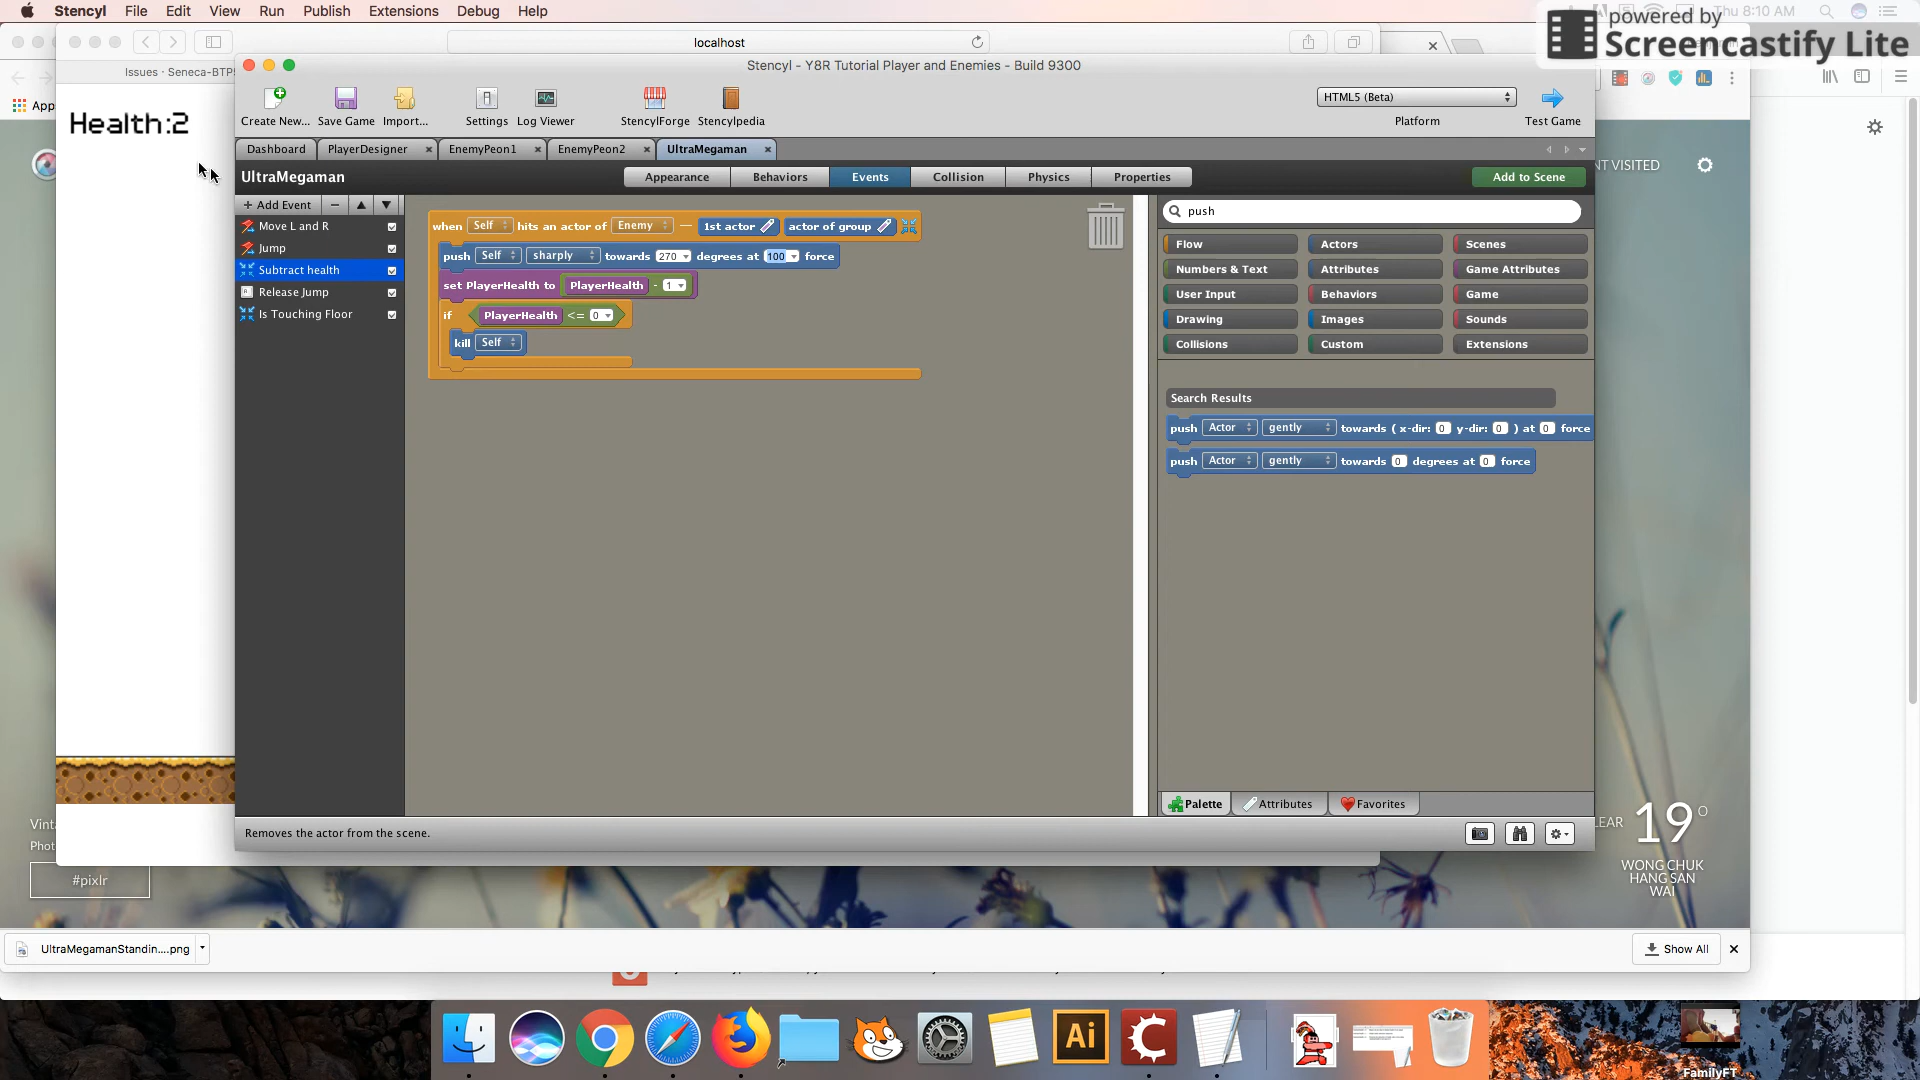 Stencyl File Edit View Run Publish Extensions Debug Help
Thu 8:10 AM
powered by
Screencastify Lite
localhost
Issues · Seneca-BTP
Stencyl - Y8R Tutorial Player and Enemies - Build 9300
App
Health:2
Create New... Save Game Import... Settings Log Viewer StencylForge Stencylpedia
HTML5 (Beta)
Platform
Test Game
Dashboard PlayerDesigner EnemyPeon1 EnemyPeon2 UltraMegaman
UltraMegaman
Appearance Behaviors Events Collision Physics Properties
Add to Scene
NT VISITED
+ Add Event
Move L and R
Jump
Subtract health
Release Jump
Is Touching Floor
when Self hits an actor of Enemy — 1st actor actor of group
push Self sharply towards 270 degrees at 100 force
set PlayerHealth to PlayerHealth - 1
if PlayerHealth <= 0
kill Self
push
Flow Actors Scenes
Numbers & Text Attributes Game Attributes
User Input Behaviors Game
Drawing Images Sounds
Collisions Custom Extensions
Search Results
push Actor gently towards ( x-dir: 0 y-dir: 0 ) at 0 force
push Actor gently towards 0 degrees at 0 force
Palette Attributes Favorites
Removes the actor from the scene.
Vint
Phot
#pixlr
LEAR 19°
WONG CHUK
HANG SAN
WAI
UltraMegamanStandin....png
Show All
Ai
FamilyFT